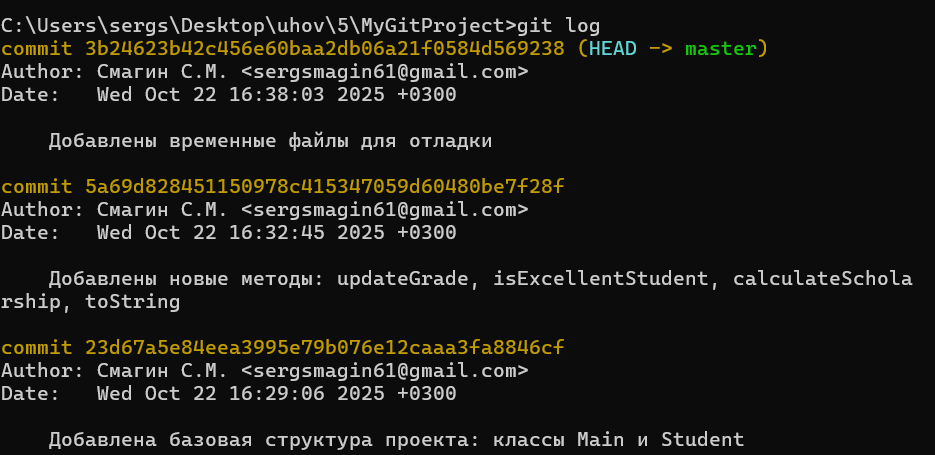 C:\Users\sergs\Desktop\uhov\5\MyGitProject>git log
commit 3b24623b42c456e60baa2db06a21f0584d569238 (HEAD -> master)
Author: Смагин С.М. <sergsmagin61@gmail.com>
Date:   Wed Oct 22 16:38:03 2025 +0300
Добавлены временные файлы для отладки
commit 5a69d828451150978c415347059d60480be7f28f
Author: Смагин С.М. <sergsmagin61@gmail.com>
Date:   Wed Oct 22 16:32:45 2025 +0300
Добавлены новые методы: updateGrade, isExcellentStudent, calculateSchola
rship, toString
commit 23d67a5e84eea3995e79b076e12caaa3fa8846cf
Author: Смагин С.М. <sergsmagin61@gmail.com>
Date:   Wed Oct 22 16:29:06 2025 +0300
Добавлена базовая структура проекта: классы Main и Student